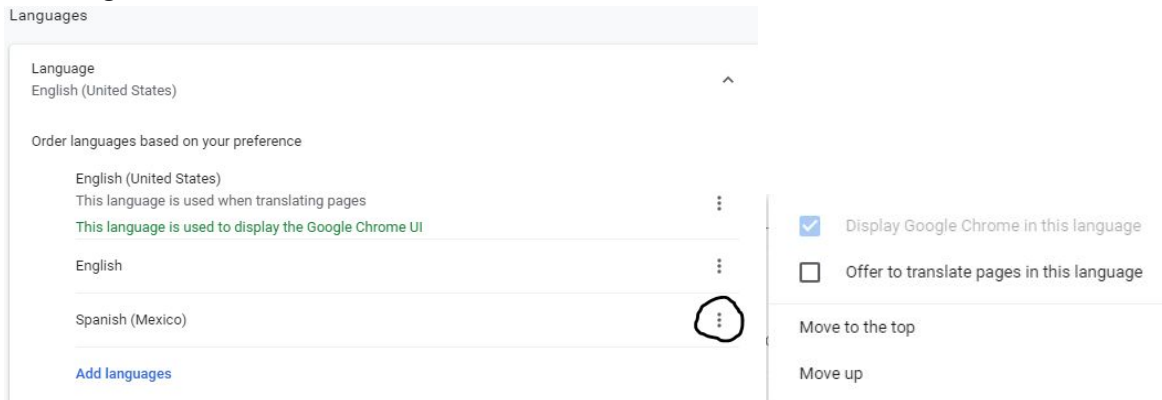 Languages
Language
English (United States)
Order languages based on your preference
English (United States)
This language is used when translating pages
This language is used to display the Google Chrome UI
English
Spanish (Mexico)
Add languages
Display Google Chrome in this language
Offer to translate pages in this language
Move to the top
Move up